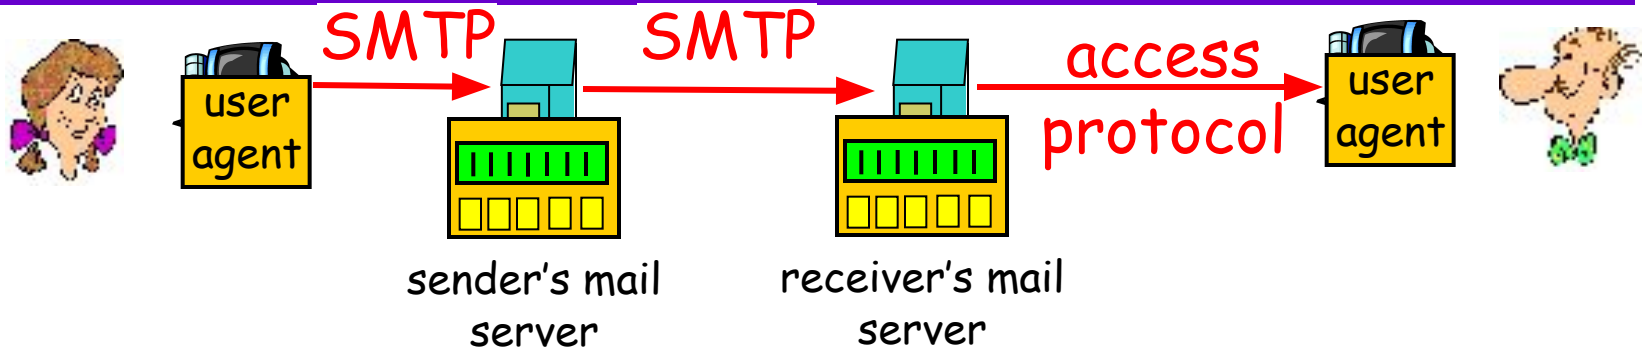 SMTP
SMTP
access
protocol
user
agent
user
agent
sender's mail
server
receiver's mail
server